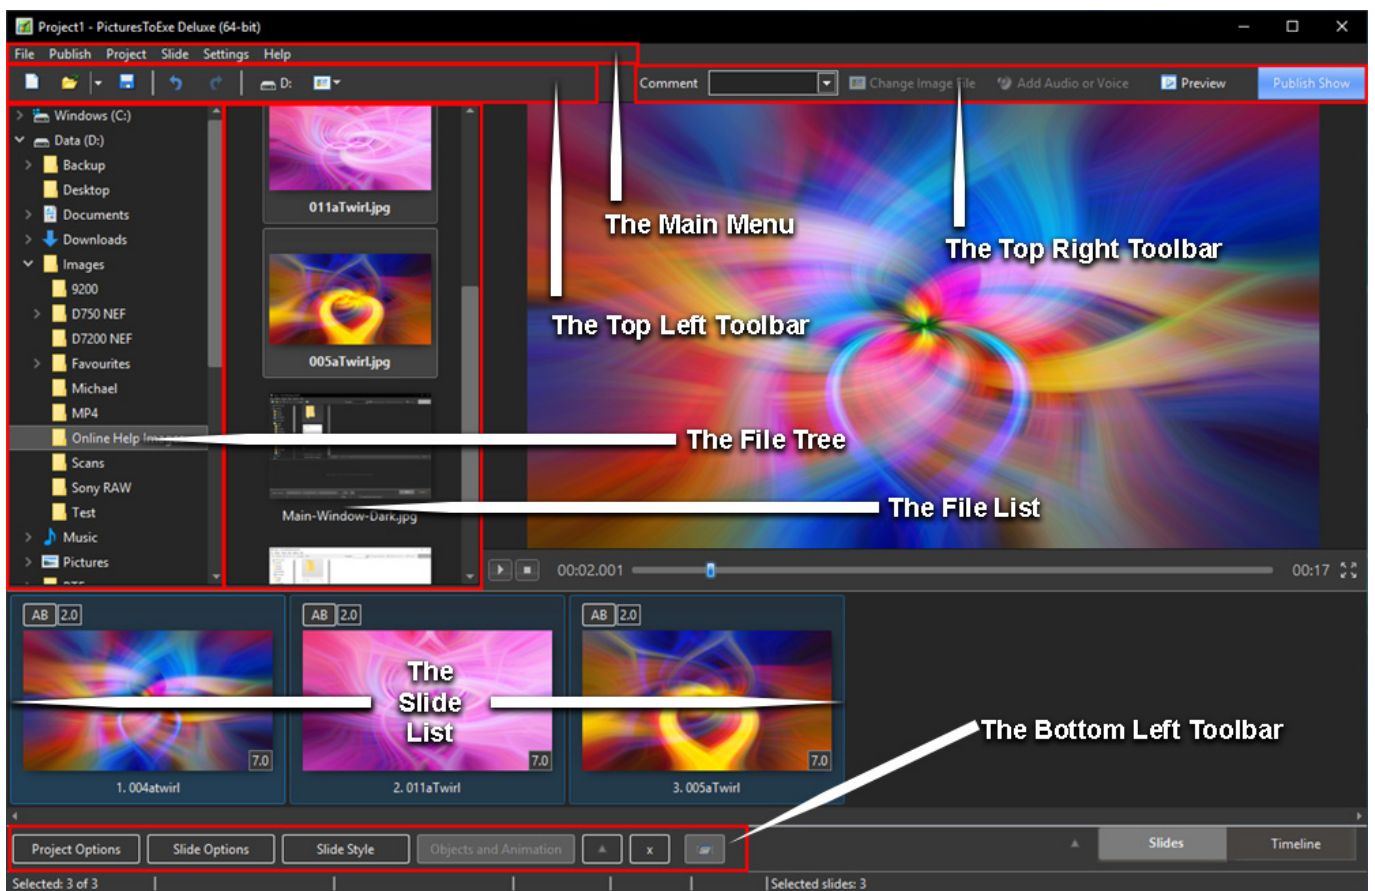 Project1 - PicturesToExe Deluxe (64-bit)
File Publish Project Slide Settings Help
D:
Comment
Change Image File
Add Audio or Voice
Preview
Publish Show
Windows (C:)
Data (D:)
Backup
Desktop
Documents
Downloads
Images
9200
D750 NEF
D7200 NEF
Favourites
Michael
MP4
Online Help Images
Scans
Sony RAW
Test
Music
Pictures
011aTwirl.jpg
005aTwirl.jpg
Main-Window-Dark.jpg
The Main Menu
The Top Right Toolbar
The Top Left Toolbar
The File Tree
The File List
00:02.001
00:17
AB 2.0
AB 2.0
AB 2.0
The
Slide
List
7.0
7.0
7.0
1. 004atwirl
2. 011aTwirl
3. 005aTwirl
The Bottom Left Toolbar
Project Options
Slide Options
Slide Style
Objects and Animation
x
Slides
Timeline
Selected: 3 of 3
Selected slides: 3